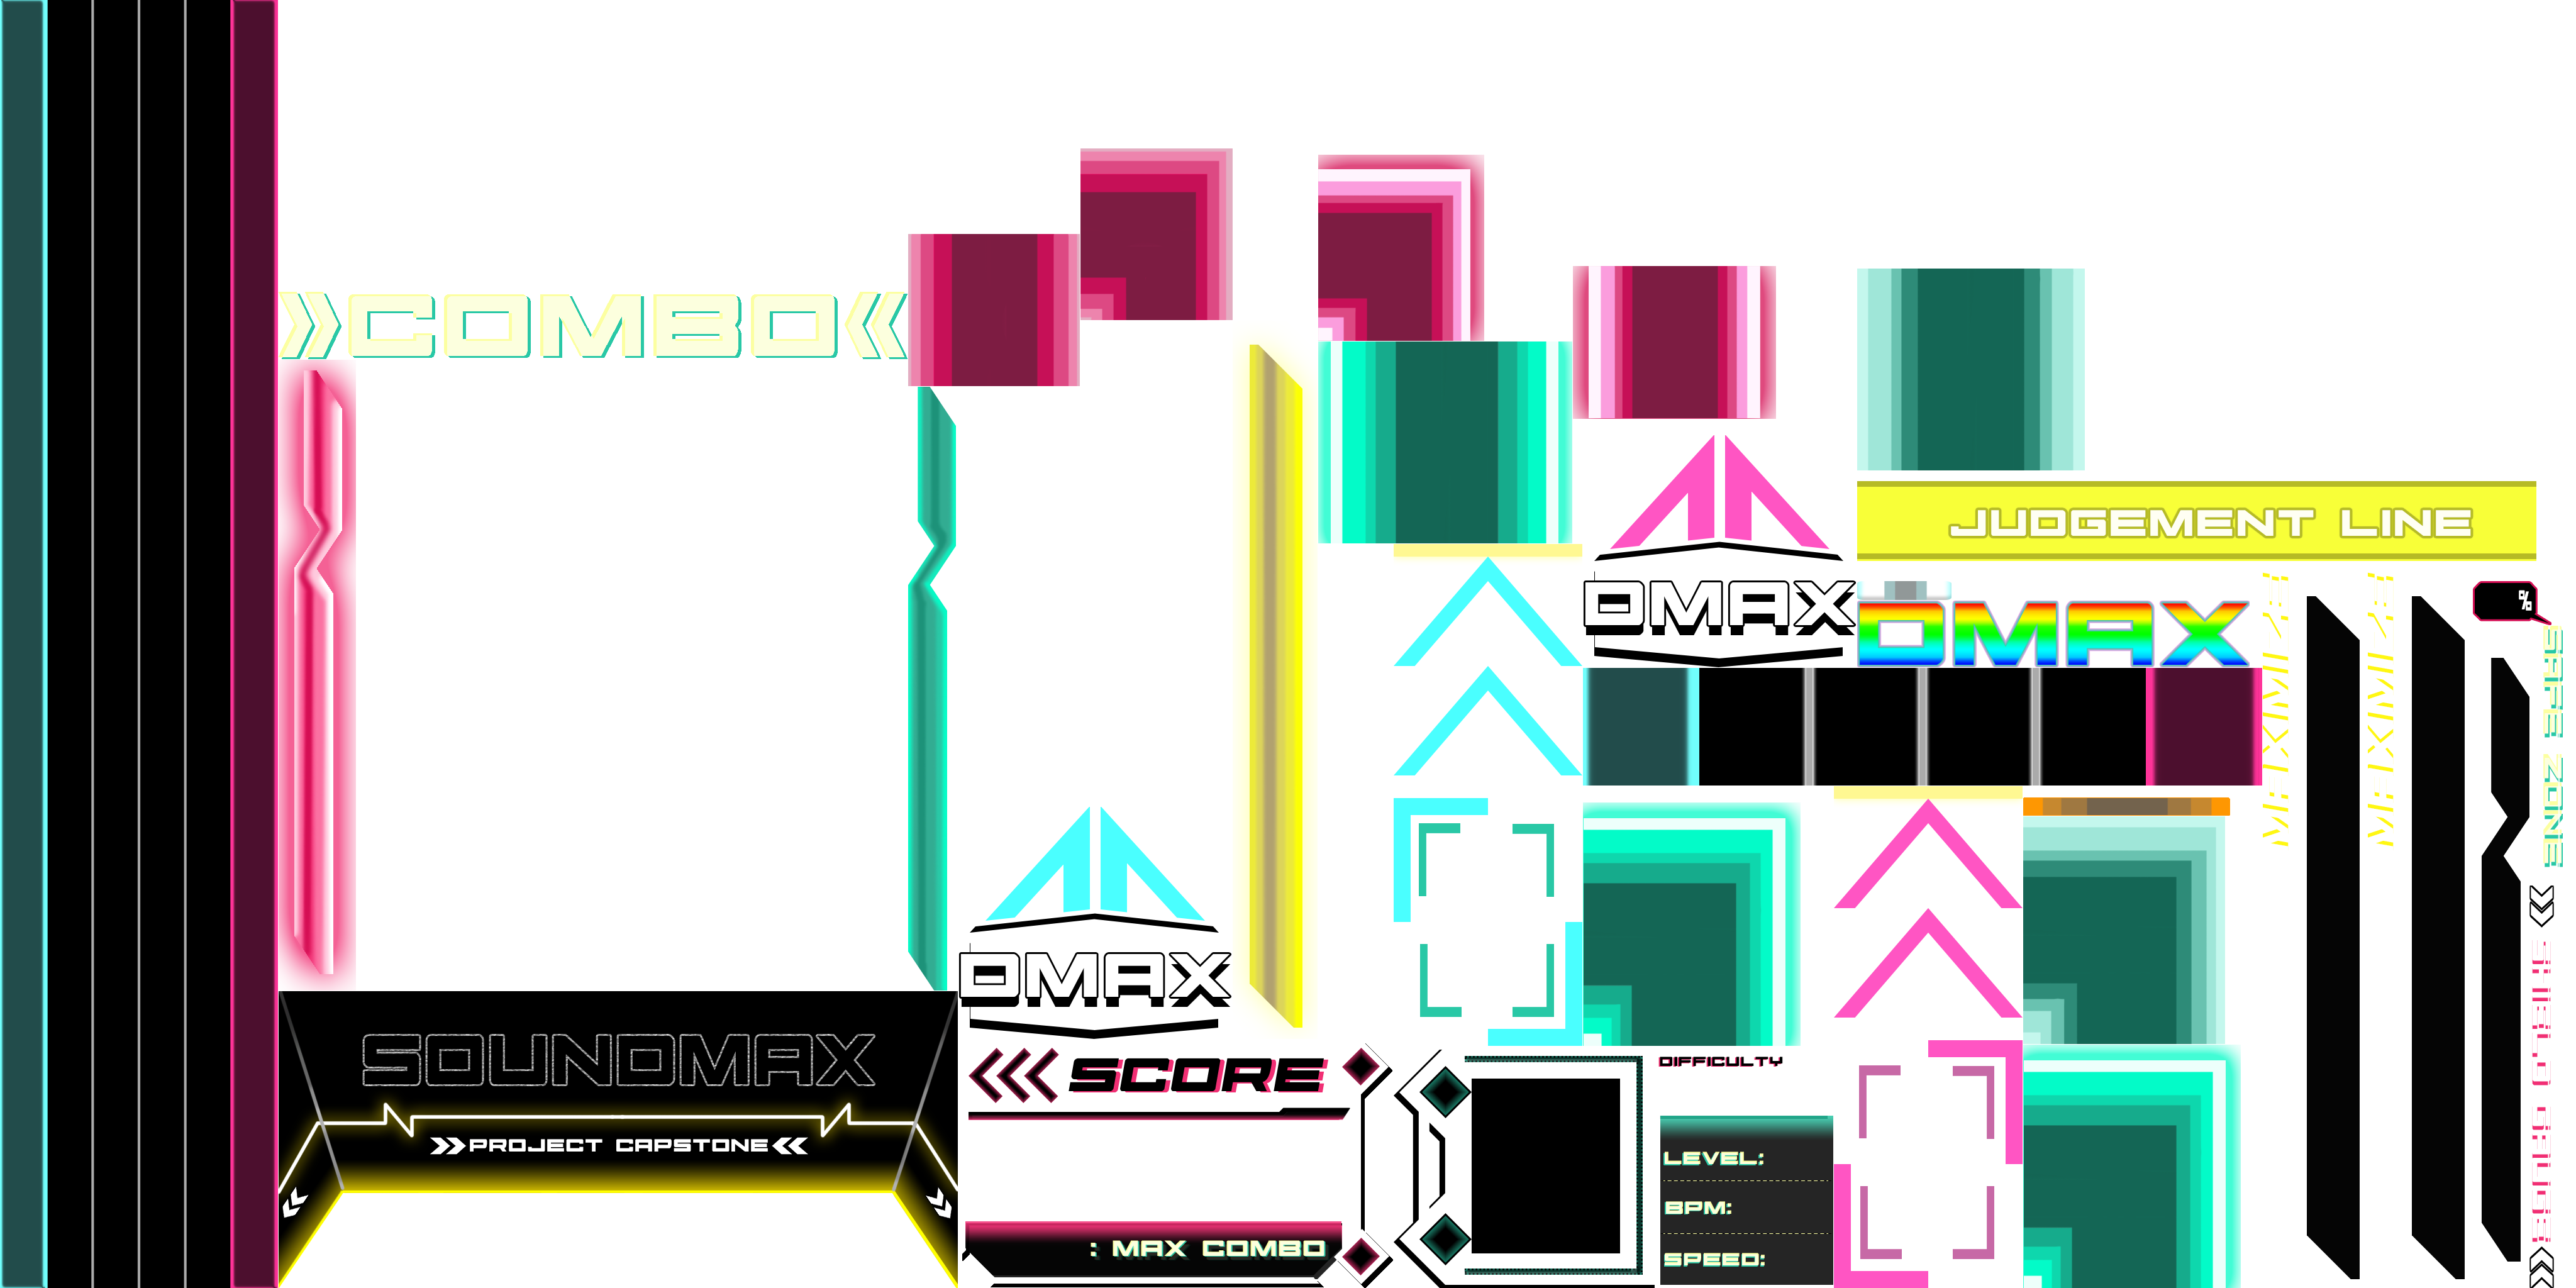 COMBO
JUDGEMENT LINE
DMAX
DMAX
%
SAFE ZONE
DMAX
SOUNDMAX
PROJECT CAPSTONE
SCORE
DIFFICULTY
LEVEL:
BPM:
SPEED:
: MAX COMBO